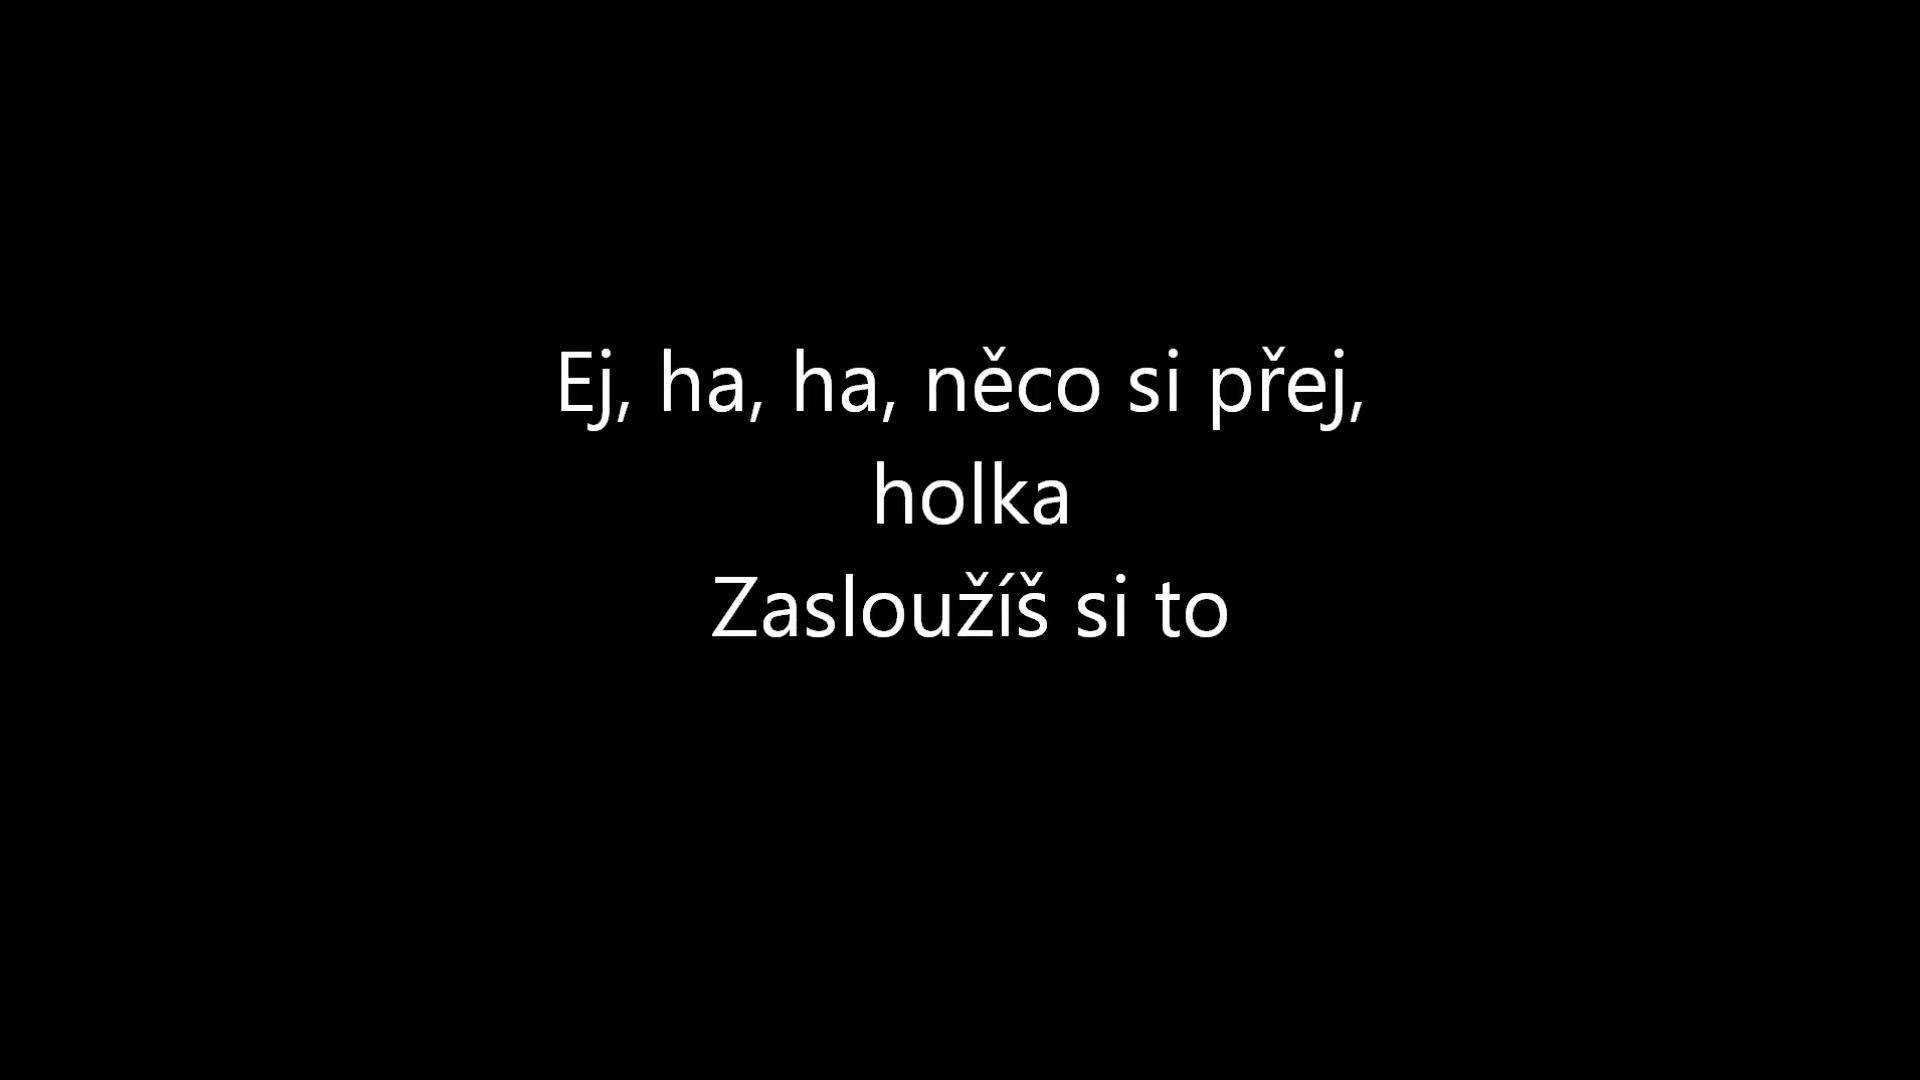 Ej, ha, ha, něco si přej,
holka
Zasloužíš si to